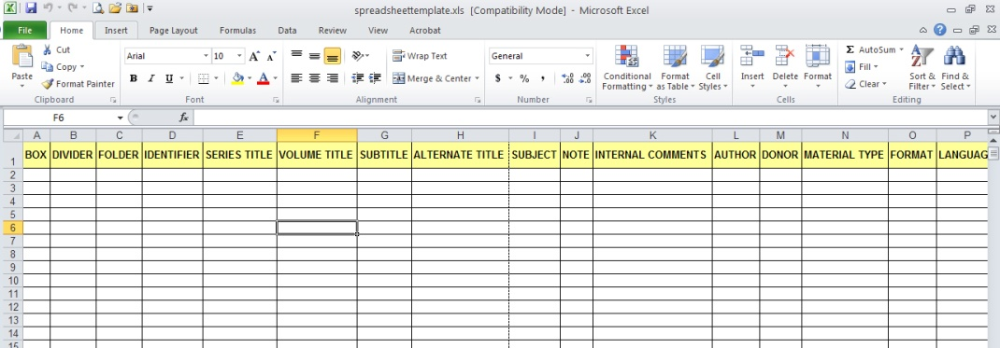 spreadsheettemplate.xls [Compatibility Mode] - Microsoft Excel
File Home Insert Page Layout Formulas Data Review View Acrobat
Paste Cut Copy Format Painter Clipboard
Arial 10 A A B I U A Font
Wrap Text Merge & Center Alignment
General $ % , .0 .00 .00 .0 Number
Conditional Formatting Format as Table Cell Styles Styles
Insert Delete Format Cells
Σ AutoSum Fill Clear Sort & Filter Find & Select Editing
F6 fx
A B C D E F G H I J K L M N O P
1 BOX DIVIDER FOLDER IDENTIFIER SERIES TITLE VOLUME TITLE SUBTITLE ALTERNATE TITLE SUBJECT NOTE INTERNAL COMMENTS AUTHOR DONOR MATERIAL TYPE FORMAT LANGUAG
2
3
4
5
6
7
8
9
10
11
12
13
14
15